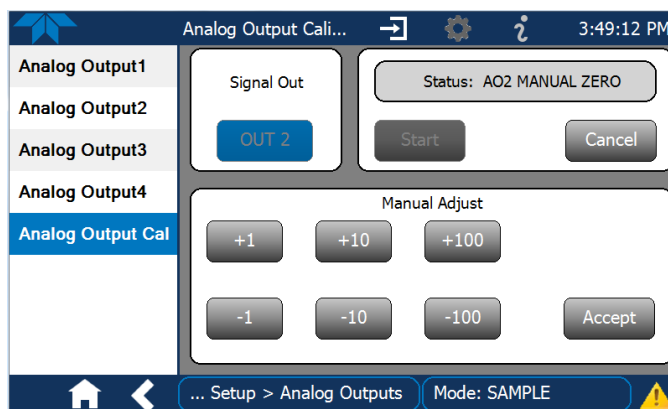 Analog Output Cali...
3:49:12 PM
Analog Output1
Analog Output2
Analog Output3
Analog Output4
Analog Output Cal
Signal Out
OUT 2
Status: AO2 MANUAL ZERO
Start
Cancel
Manual Adjust
+1
+10
+100
-1
-10
-100
Accept
... Setup > Analog Outputs
Mode: SAMPLE